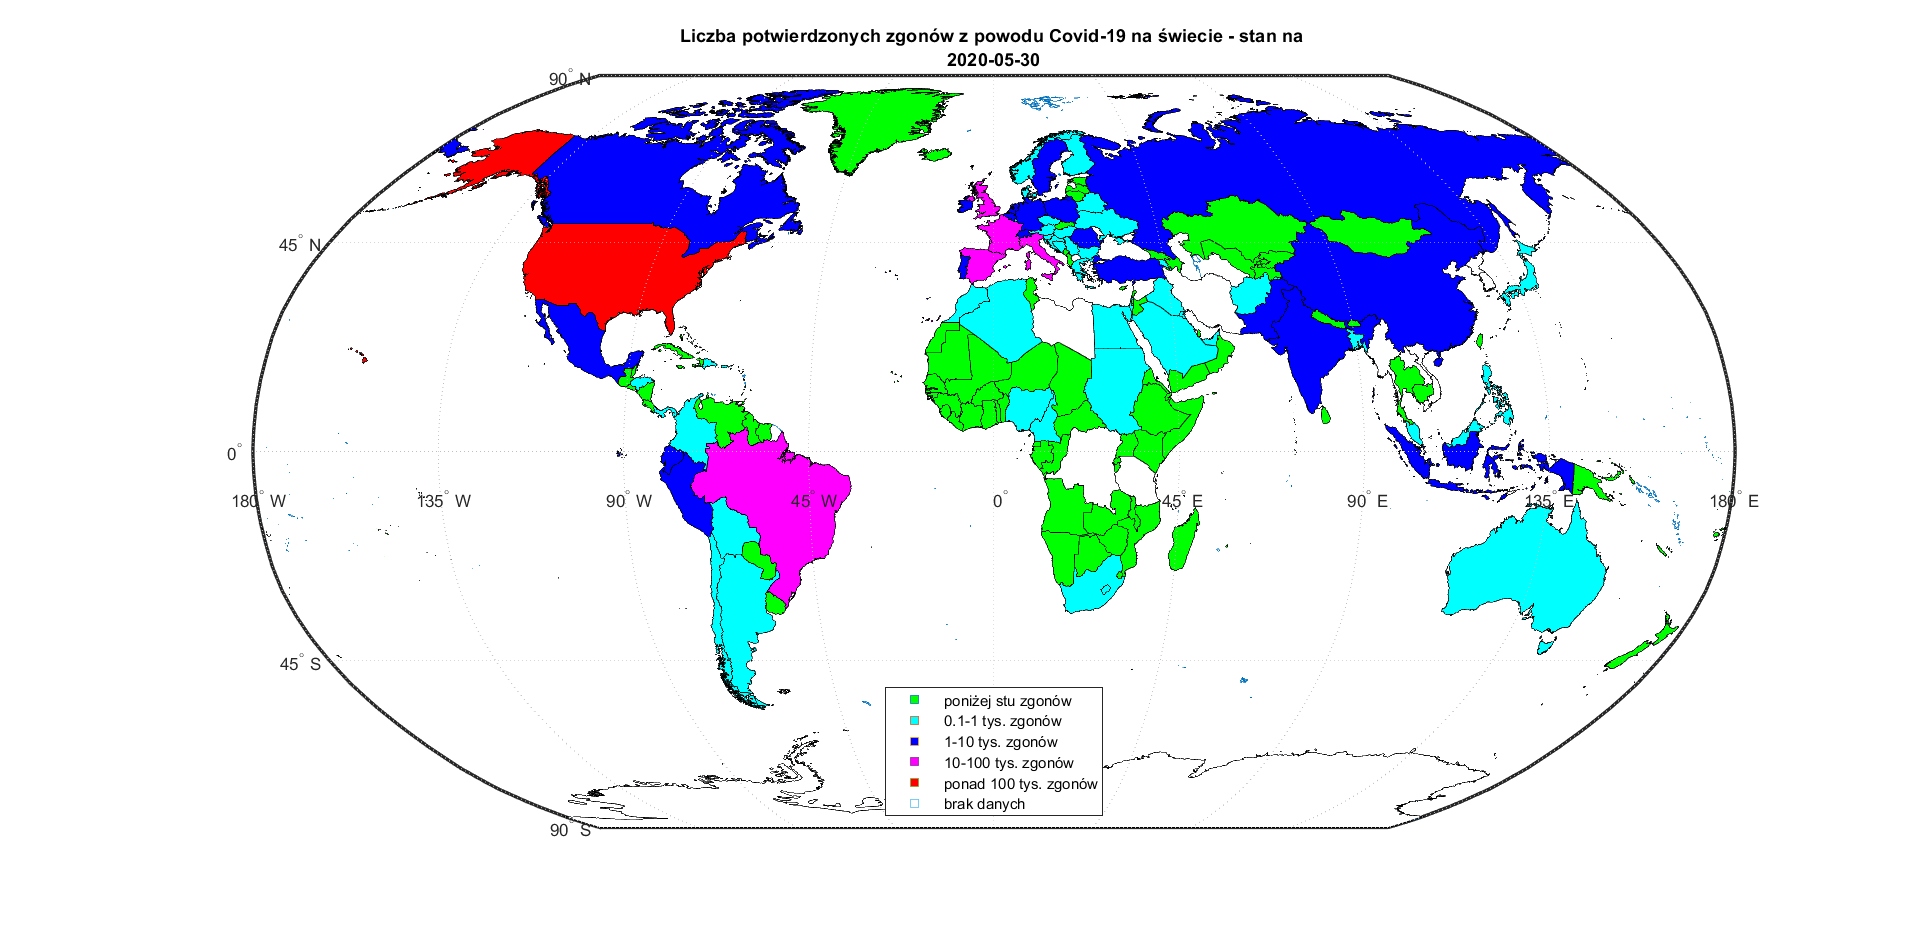 Liczba potwierdzonych zgonów z powodu Covid-19 na świecie - stan na
2020-05-30
90° N
45° N
0°
180° W
135° W
90° W
45° W
0°
45° E
90° E
135° E
180° E
45° S
poniżej stu zgonów
0.1-1 tys. zgonów
1-10 tys. zgonów
10-100 tys. zgonów
ponad 100 tys. zgonów
brak danych
90° S